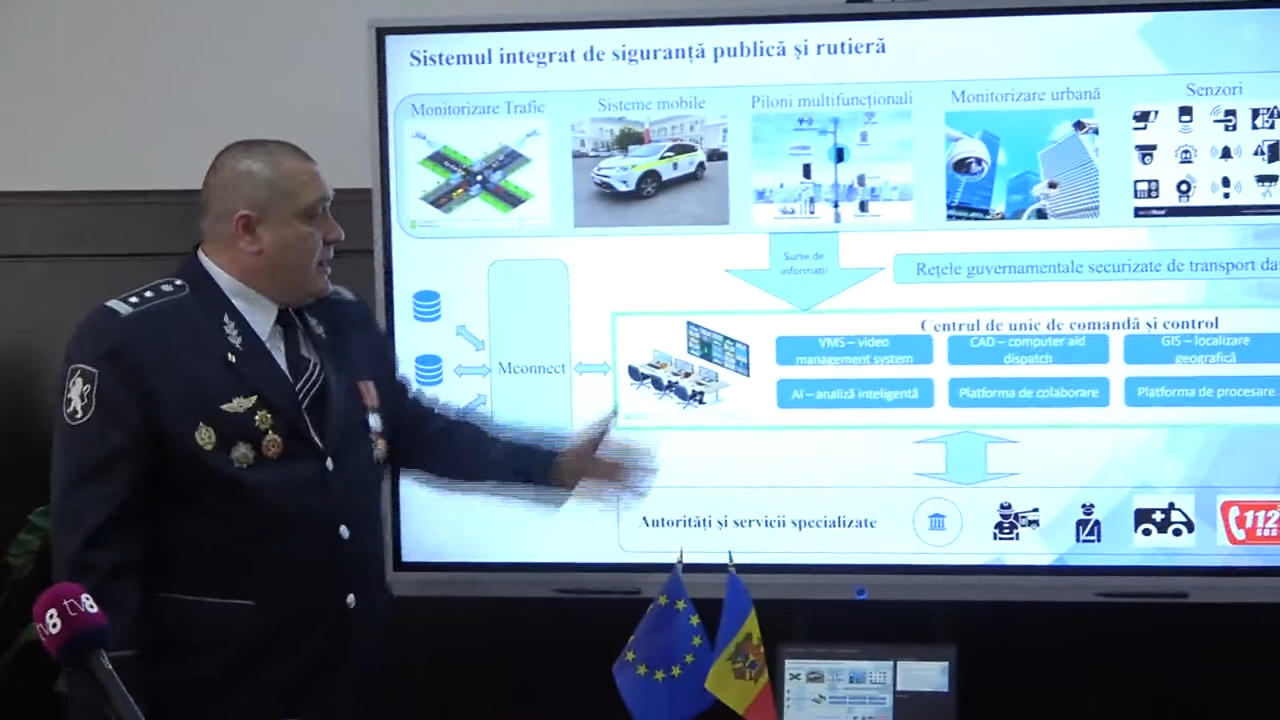 Sistemul integrat de siguranță publică și rutieră
Monitorizare Trafic
Sisteme mobile
Piloni multifuncționali
Monitorizare urbană
Senzori
Surse de
informații
Rețele guvernamentale securizate de transport
Mconnect
Centrul de unic de comandă și control
VMS – video
management system
CAD – computer aid
dispatch
GIS – localizare
geografică
AI – analiză inteligentă
Platforma de colaborare
Platforma de procesare
Autorități și servicii specializate
112
SOS
tv8
tv8